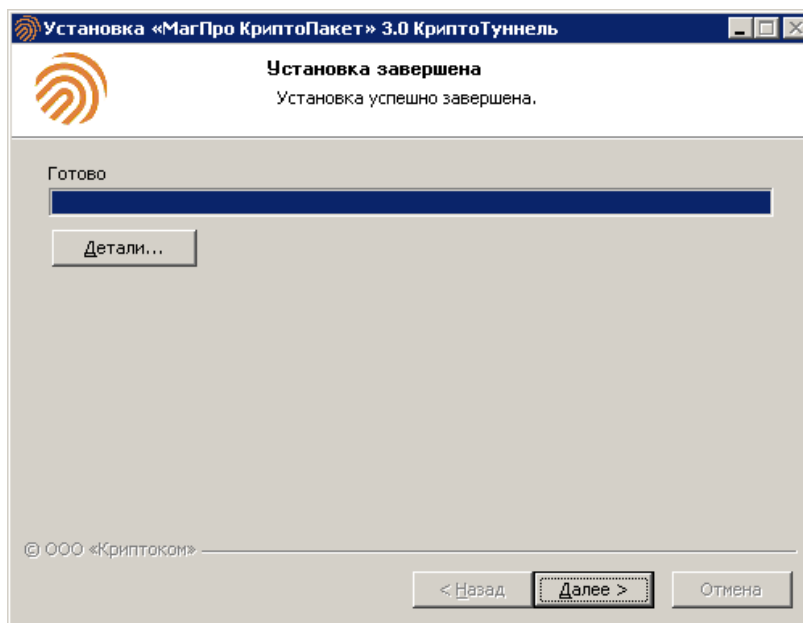 Установка «МагПро КриптоПакет» 3.0 КриптоТуннель
Установка завершена
Установка успешно завершена.
Готово
Детали...
© ООО «Криптоком»
< Назад
Далее >
Отмена